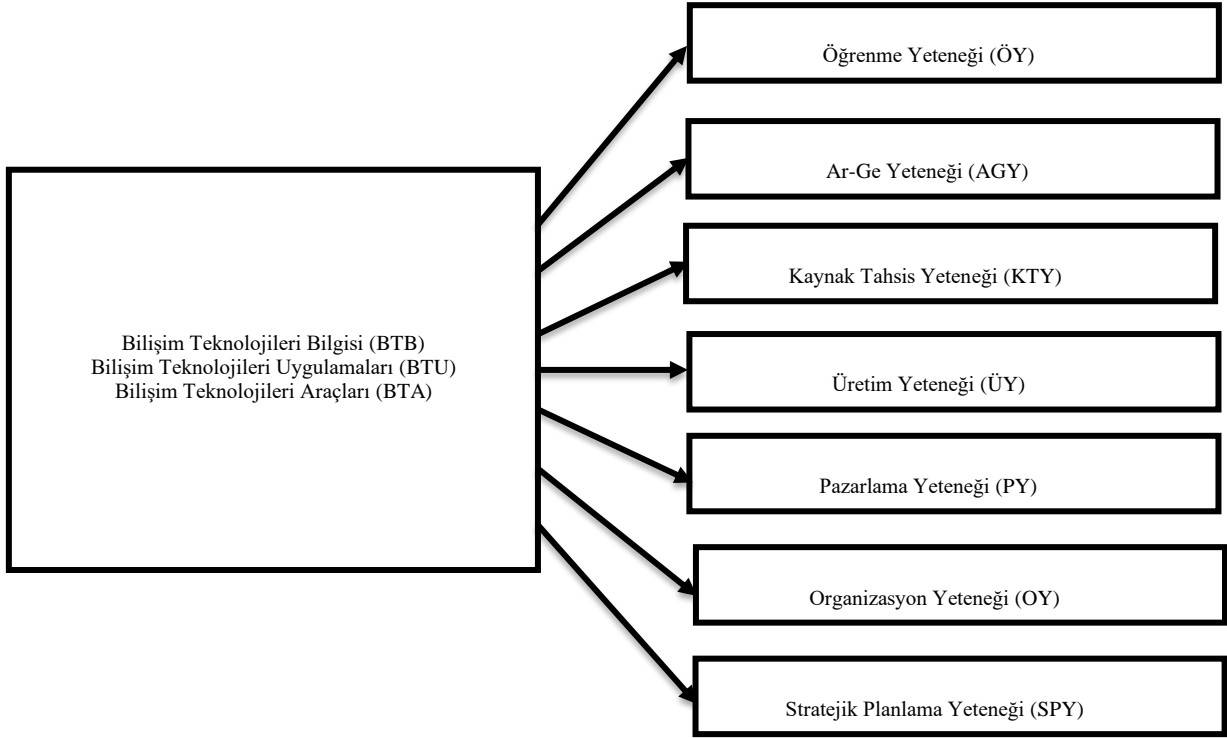 Bilişim Teknolojileri Bilgisi (BTB)
Bilişim Teknolojileri Uygulamaları (BTU)
Bilişim Teknolojileri Araçları (BTA)
Öğrenme Yeteneği (ÖY)
Ar-Ge Yeteneği (AGY)
Kaynak Tahsis Yeteneği (KTY)
Üretim Yeteneği (ÜY)
Pazarlama Yeteneği (PY)
Organizasyon Yeteneği (OY)
Stratejik Planlama Yeteneği (SPY)